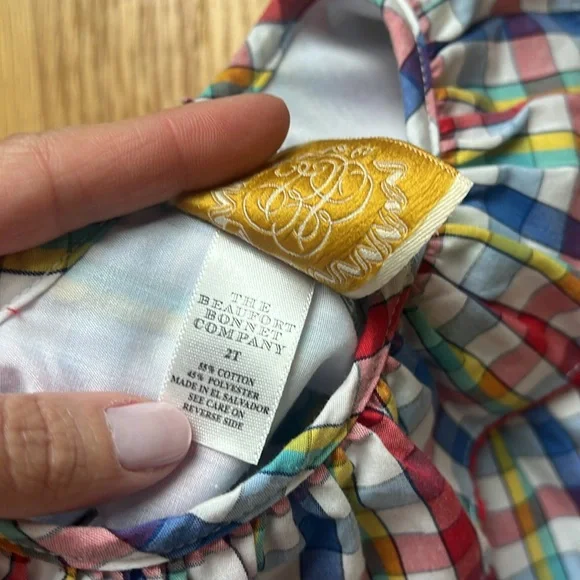 THE
BEAUFORT
BONNET
COMPANY
2T
55% COTTON
45% POLYESTER
MADE IN EL SALVADOR
SEE CARE ON
REVERSE SIDE